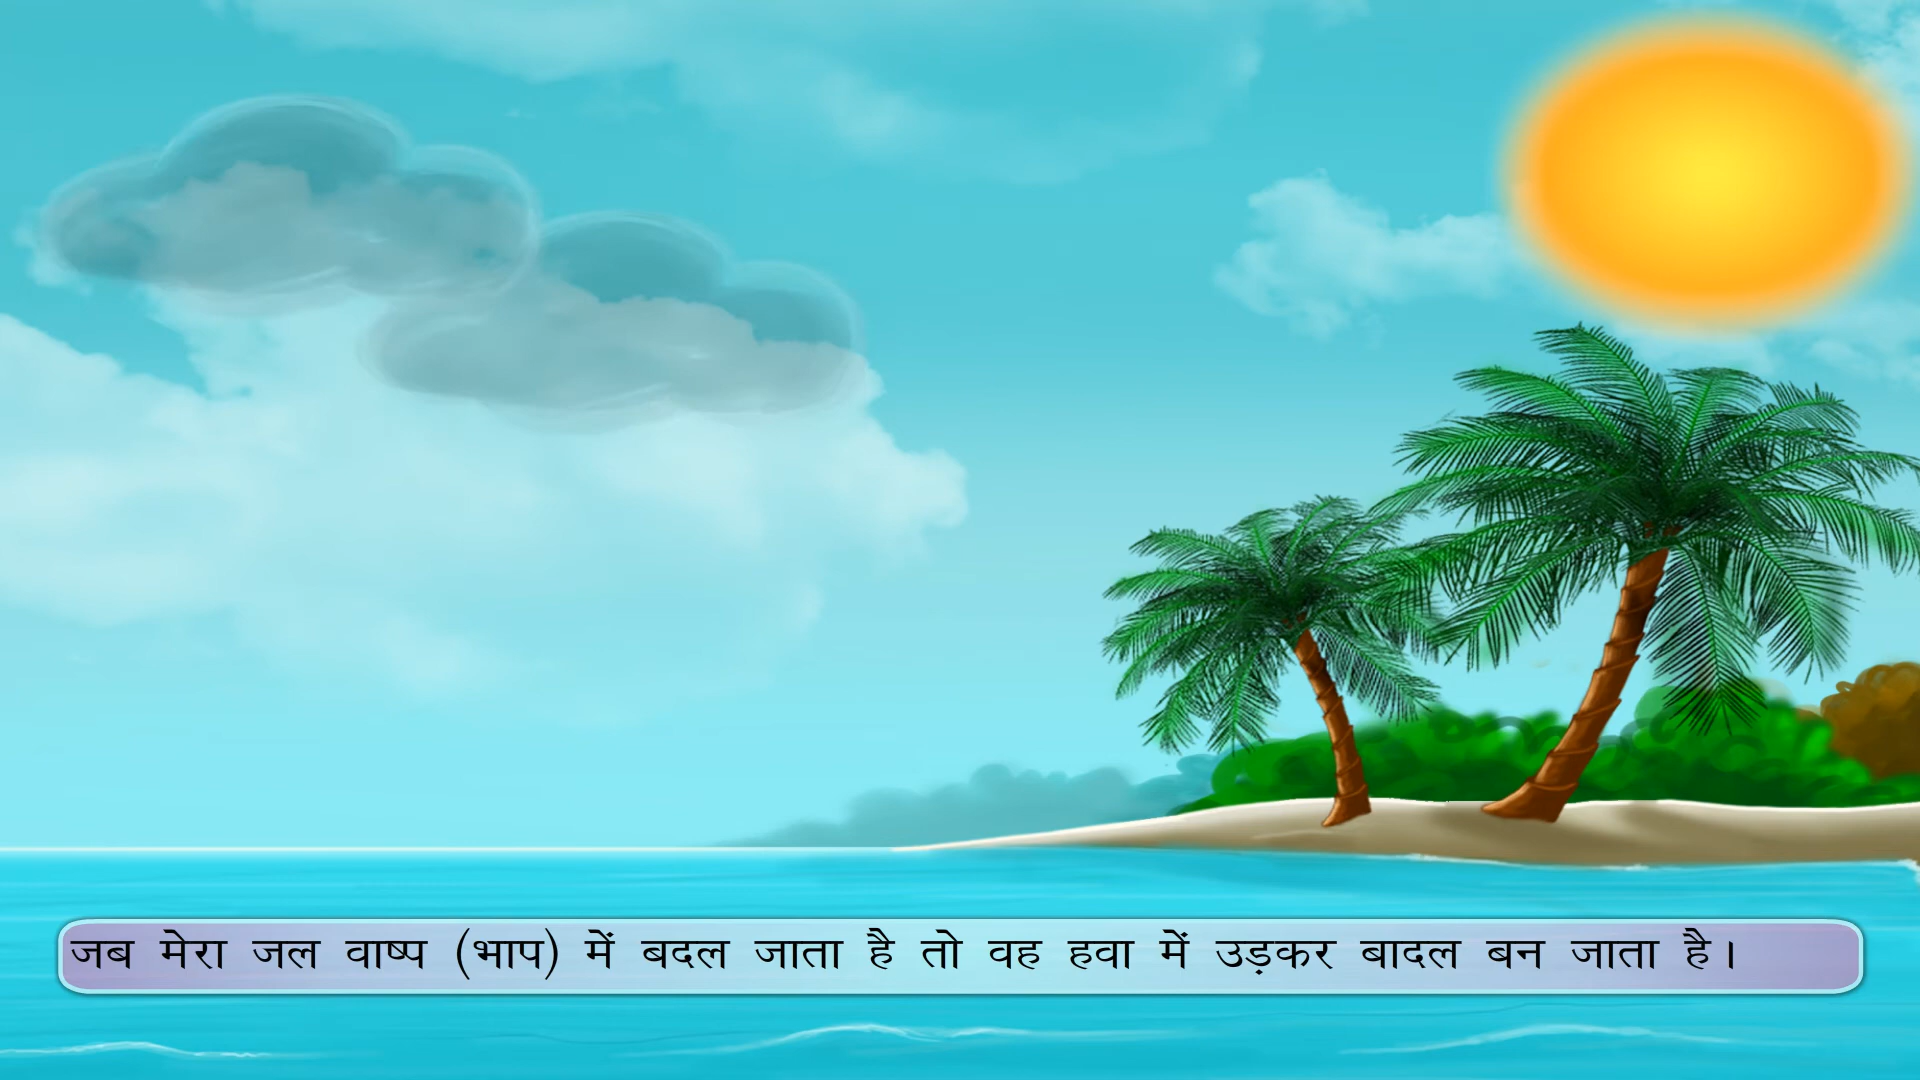 जब मेरा जल वाष्प (भाप) में बदल जाता है तो वह हवा में उड़कर बादल बन जाता है।